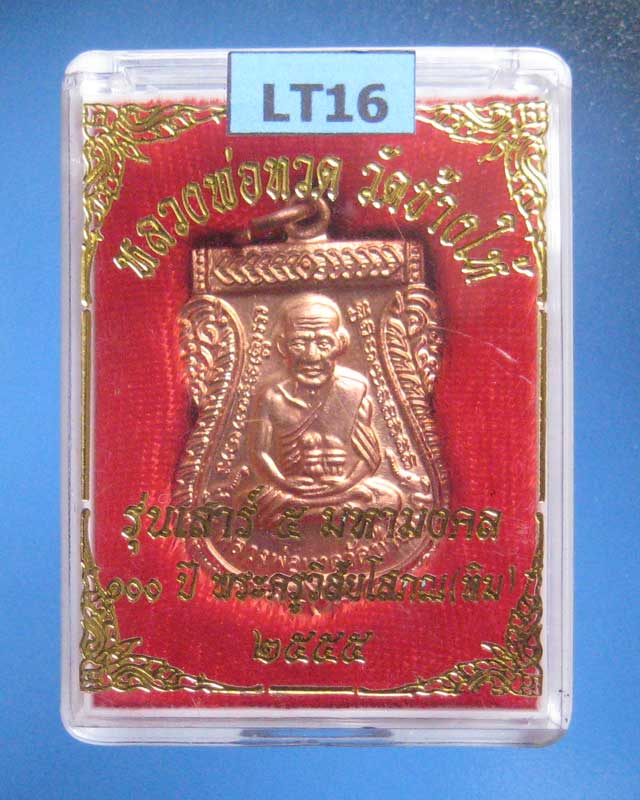 LT16
หลวงพ่อทวด วัดช้างให้
รุ่นเสาร์ ๕ มหามงคล
๑๐๐ ปี พระครูวิสัยโสภณ(ทิม)
๒๕๕๕